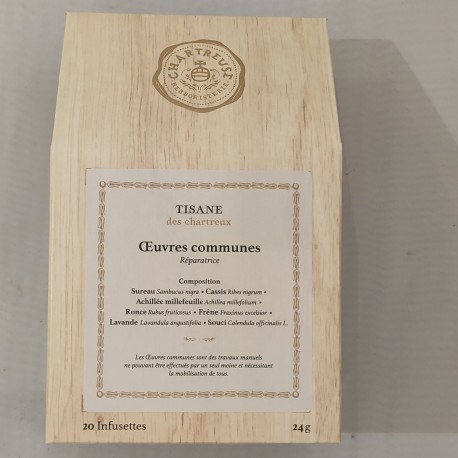 CHARTREUSE
HERBORISTERIE
TISANE
des chartreux
Œuvres communes
Réparatrice
Composition
Sureau Sambucus nigra • Cassis Ribes nigrum •
Achillée millefeuille Achillea millefolium •
Ronce Rubus fruticosus • Frêne Fraxinus excelsior •
Lavande Lavandula angustifolia • Souci Calendula officinalis L.
Les Œuvres communes sont des travaux manuels
ne pouvant être effectués par un seul moine et nécessitant
la mobilisation de tous.
20 Infusettes
24g